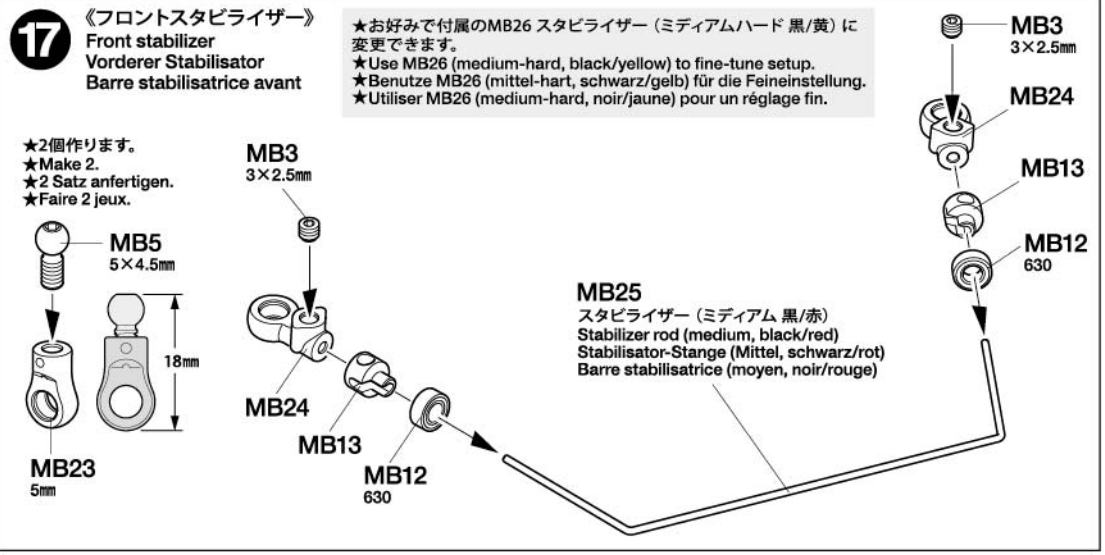 17
《フロントスタビライザー》
Front stabilizer
Vorderer Stabilisator
Barre stabilisatrice avant
★お好みで付属のMB26 スタビライザー（ミディアムハード 黒/黄）に
変更できます。
★Use MB26 (medium-hard, black/yellow) to fine-tune setup.
★Benutze MB26 (mittel-hart, schwarz/gelb) für die Feineinstellung.
★Utiliser MB26 (medium-hard, noir/jaune) pour un réglage fin.
★2個作ります。
★Make 2.
★2 Satz anfertigen.
★Faire 2 jeux.
MB5
5×4.5㎜
18㎜
MB23
5㎜
MB3
3×2.5㎜
MB24
MB13
MB12
630
MB25
スタビライザー（ミディアム 黒/赤）
Stabilizer rod (medium, black/red)
Stabilisator-Stange (Mittel, schwarz/rot)
Barre stabilisatrice (moyen, noir/rouge)
MB3
3×2.5㎜
MB24
MB13
MB12
630